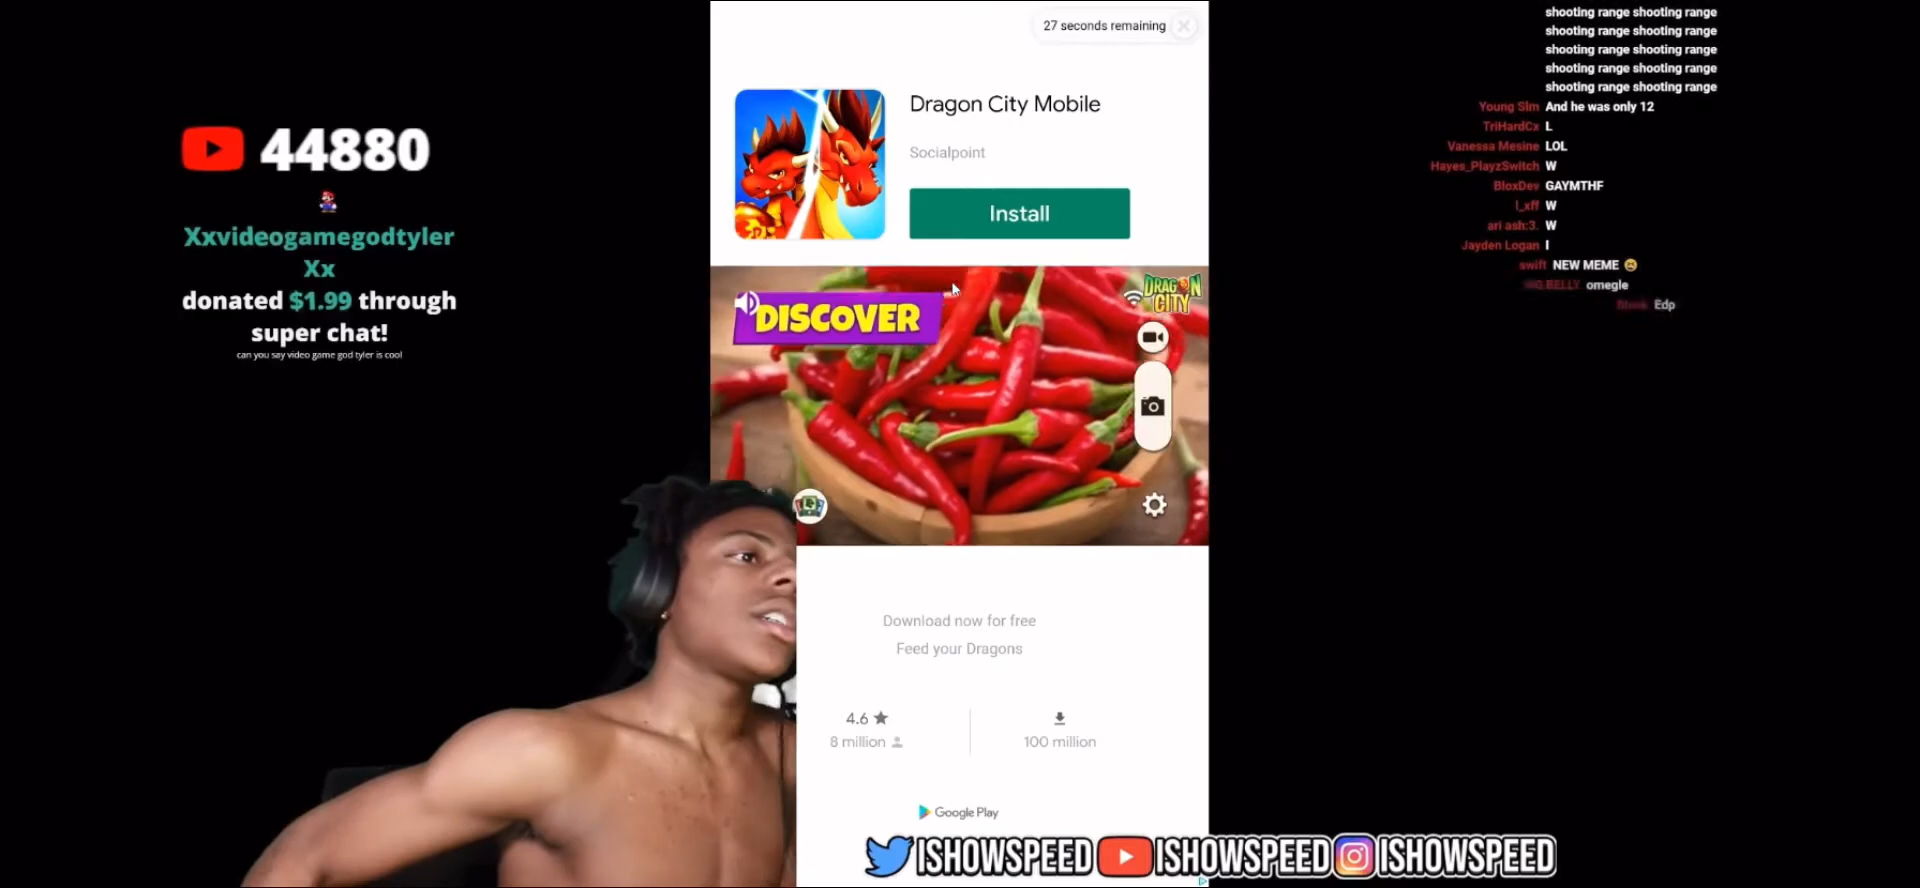 44880
Xxvideogamegodtyler
Xx
donated $1.99 through
super chat!
can you say video game god tyler is cool
27 seconds remaining
Dragon City Mobile
Socialpoint
Install
DISCOVER
DRAGON
CITY
Download now for free
Feed your Dragons
4.6
8 million
100 million
Google Play
ISHOWSPEED ISHOWSPEED ISHOWSPEED
shooting range shooting range
shooting range shooting range
shooting range shooting range
shooting range shooting range
shooting range shooting range
Young Slm And he was only 12
TriHardCx L
Vanessa Mesine LOL
Hayes_PlayzSwitch W
BloxDev GAYMTHF
l_xff W
ari ash:3. W
Jayden Logan I
swift NEW MEME 😆
BELLY omegle
Edp